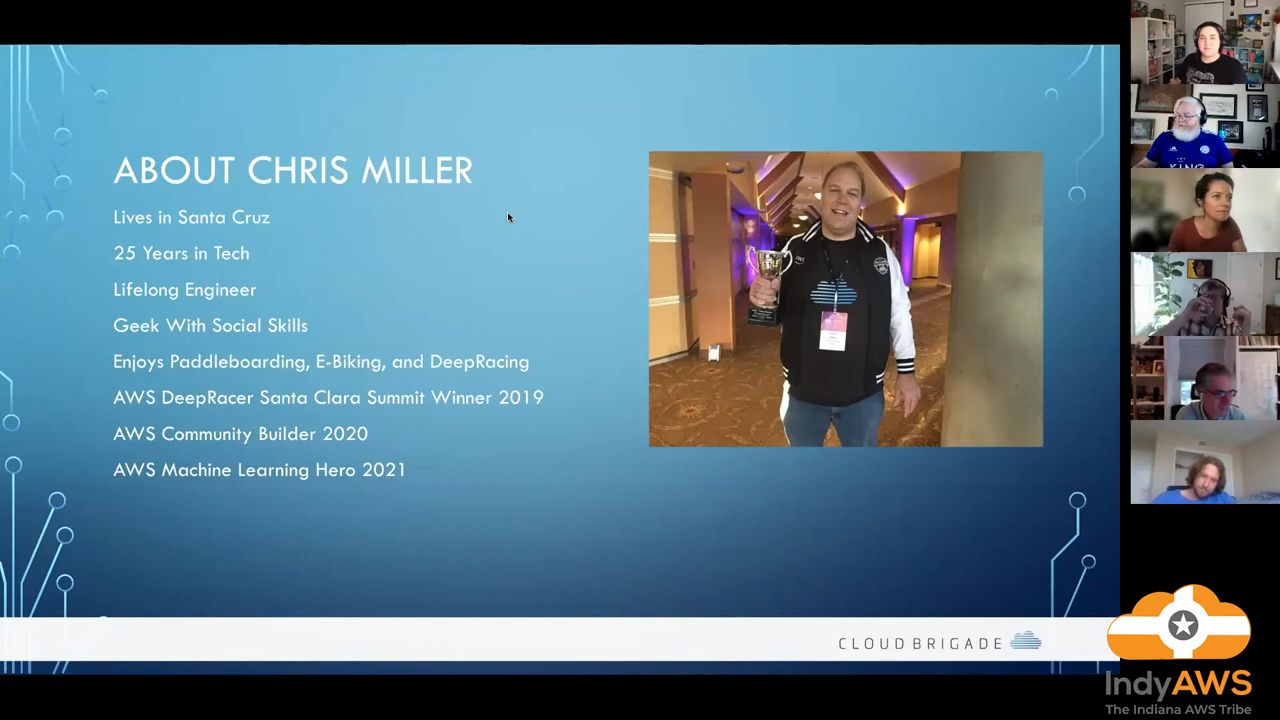 ABOUT CHRIS MILLER
Lives in Santa Cruz
25 Years in Tech
Lifelong Engineer
Geek With Social Skills
Enjoys Paddleboarding, E-Biking, and DeepRacing
AWS DeepRacer Santa Clara Summit Winner 2019
AWS Community Builder 2020
AWS Machine Learning Hero 2021
CLOUD BRIGADE
KING
IndyAWS
The Indiana AWS Tribe